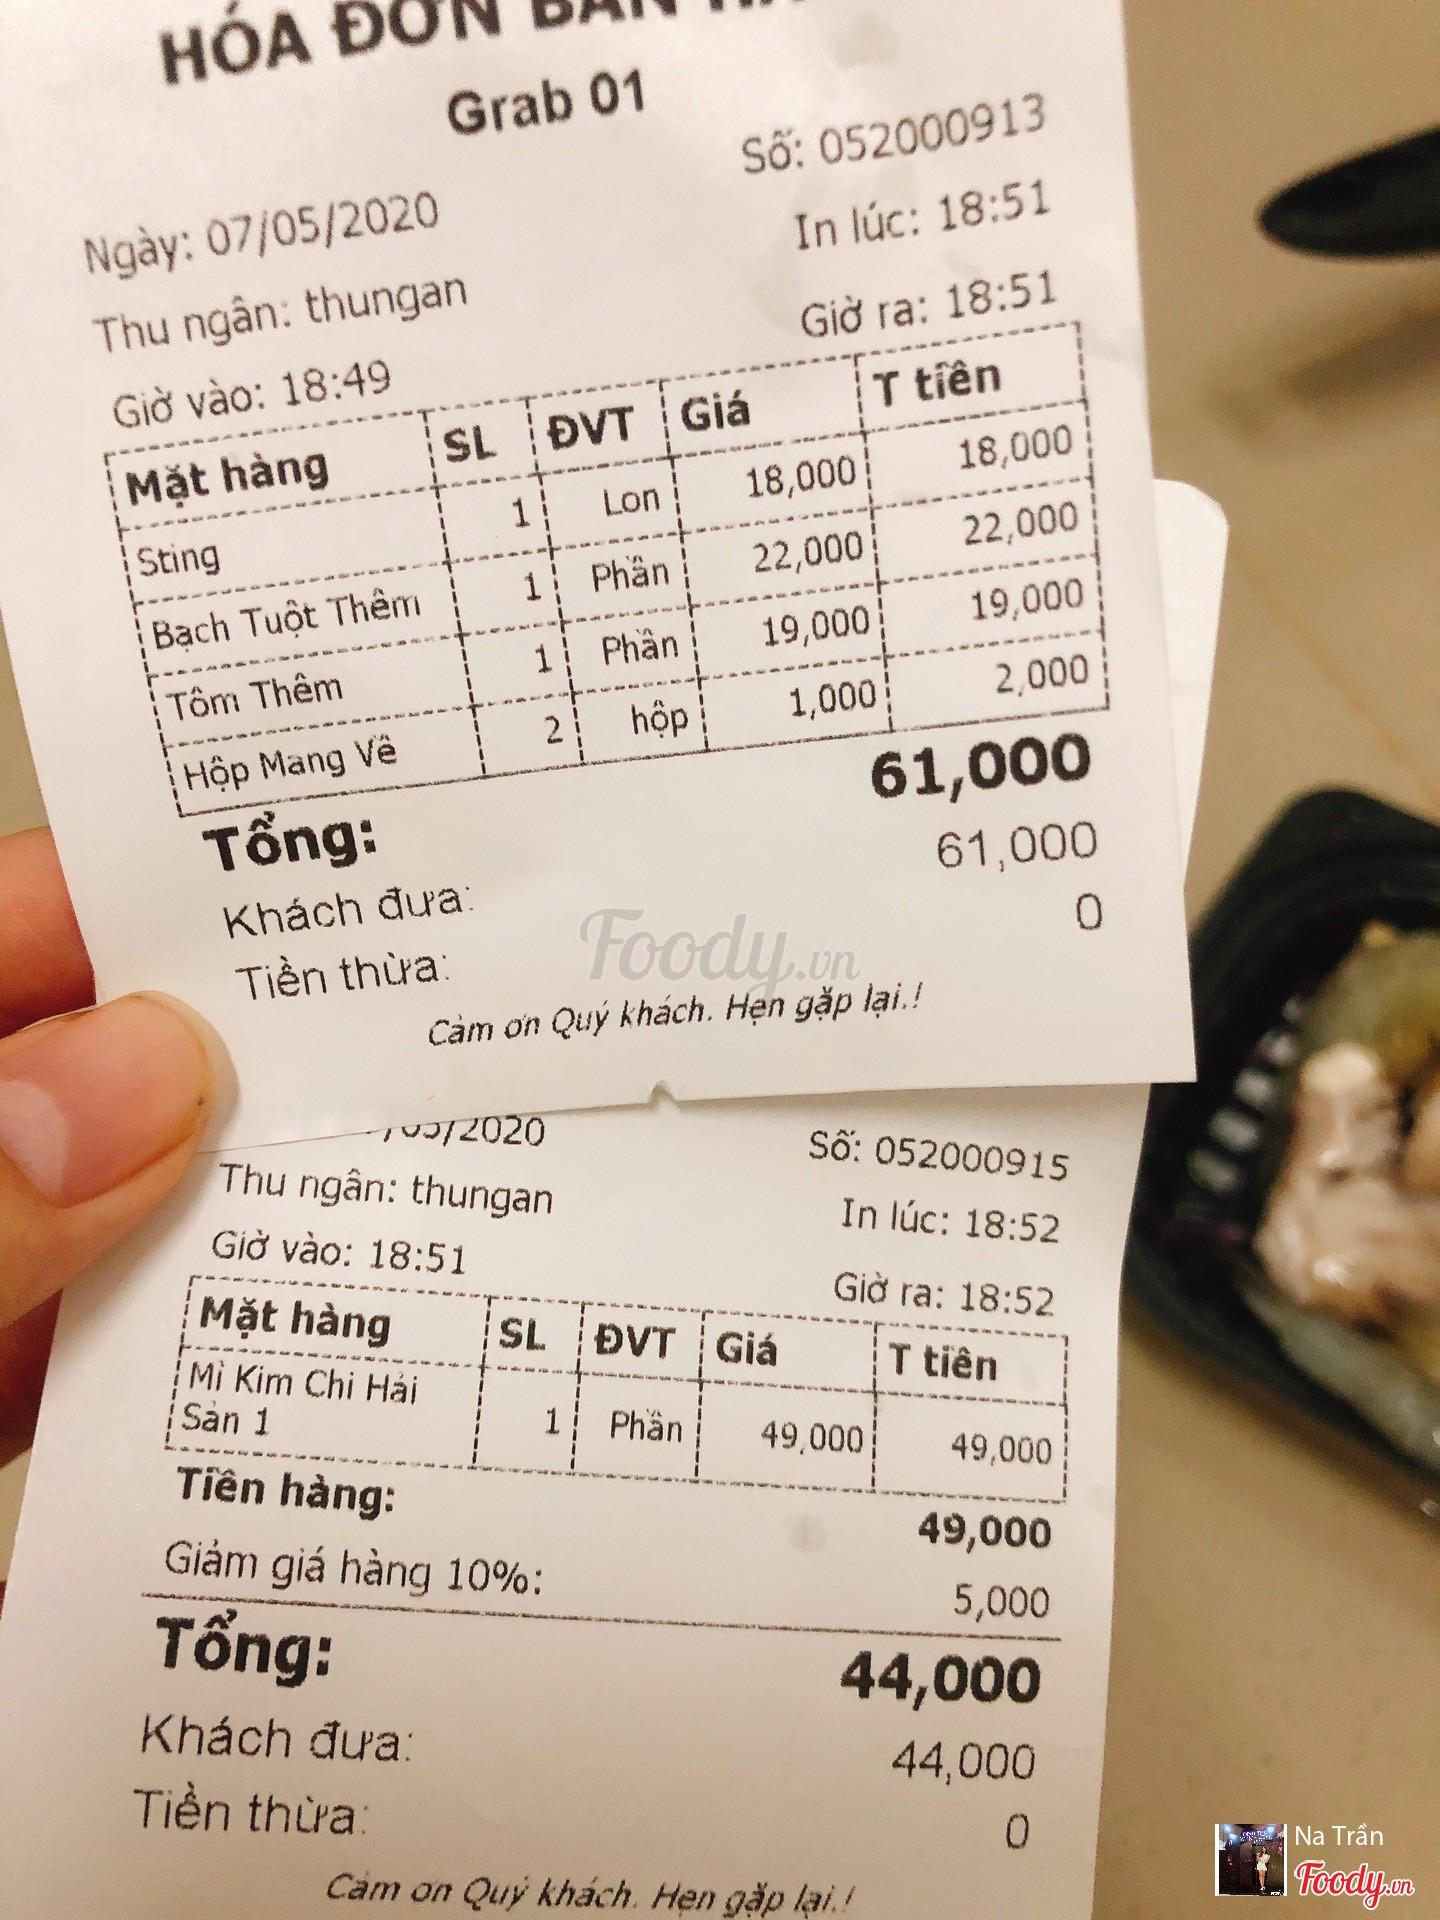 HÓA ĐƠN BÁN
Grab 01
Số: 052000913
Ngày: 07/05/2020
In lúc: 18:51
Thu ngân: thungan
Giờ ra: 18:51
Giờ vào: 18:49
Mặt hàng SL ĐVT Giá T tiền
Sting 1 Lon 18,000 18,000
Bạch Tuột Thêm 1 Phần 22,000 22,000
Tôm Thêm 1 Phần 19,000 19,000
Hộp Mang Về 2 hộp 1,000 2,000
Tổng: 61,000
Khách đưa: 61,000
Tiền thừa: 0
Foody.vn
Cảm ơn Quý khách. Hẹn gặp lại.!
/05/2020
Số: 052000915
Thu ngân: thungan
In lúc: 18:52
Giờ vào: 18:51
Giờ ra: 18:52
Mặt hàng SL ĐVT Giá T tiền
Mì Kim Chi Hải
Sản 1 1 Phần 49,000 49,000
Tiền hàng: 49,000
Giảm giá hàng 10%: 5,000
Tổng: 44,000
Khách đưa: 44,000
Tiền thừa: 0
Cảm ơn Quý khách. Hẹn gặp lại.!
Na Trần
Foody.vn